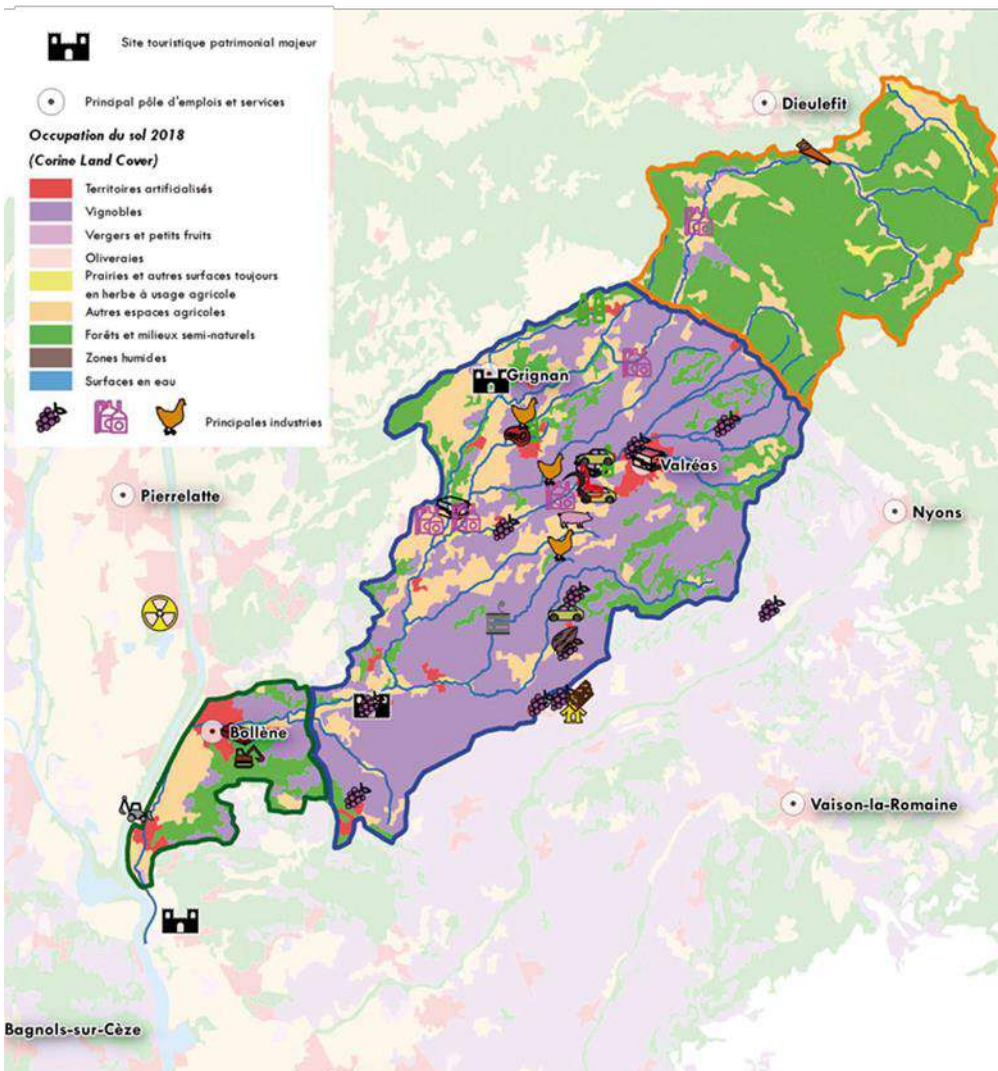 Site touristique patrimonial majeur
Principal pôle d'emplois et services
Occupation du sol 2018
(Corine Land Cover)
Territoires artificialisés
Vignobles
Vergers et petits fruits
Oliveraies
Prairies et autres surfaces toujours
en herbe à usage agricole
Autres espaces agricoles
Forêts et milieux semi-naturels
Zones humides
Surfaces en eau
Principales industries
Dieulefit
Grignan
Valréas
Pierrelatte
Nyons
Bollène
Vaison-la-Romaine
Bagnols-sur-Cèze